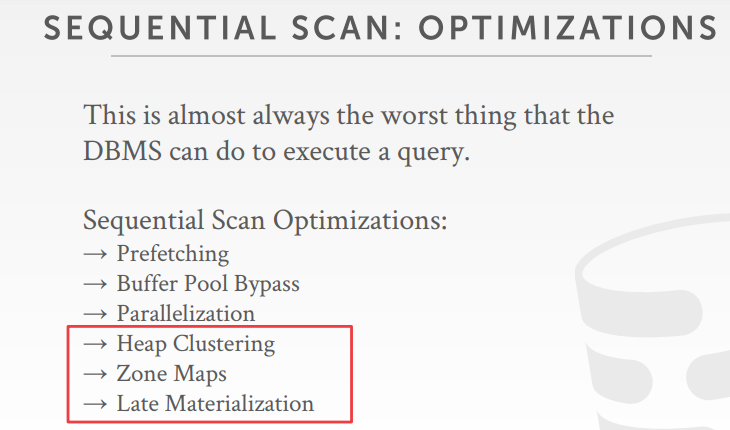 SEQUENTIAL SCAN: OPTIMIZATIONS
This is almost always the worst thing that the
DBMS can do to execute a query.
Sequential Scan Optimizations:
→ Prefetching
→ Buffer Pool Bypass
→ Parallelization
→ Heap Clustering
→ Zone Maps
→ Late Materialization